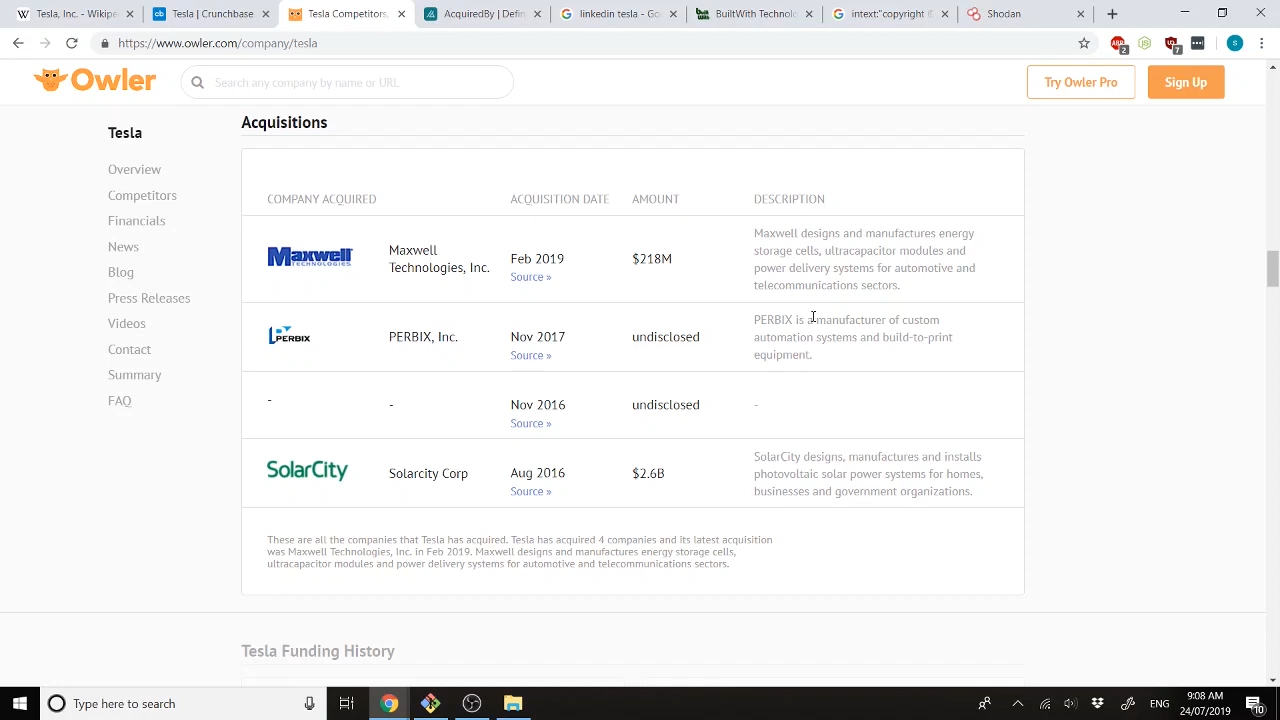 Tesla, Inc. - Wikipe
Tesla | Crunchbase
Tesla Competitors,
AcquiredBy | Defin
linkedin tesla - Go
BuiltWith Technolo
intext:"copyright ©
Shodan
https://www.owler.com/company/tesla
2
7
S
Owler
Search any company by name or URL
Try Owler Pro
Sign Up
Tesla
Overview
Competitors
Financials
News
Blog
Press Releases
Videos
Contact
Summary
FAQ
Acquisitions
COMPANY ACQUIRED
ACQUISITION DATE
AMOUNT
DESCRIPTION
Maxwell
TECHNOLOGIES
Maxwell
Technologies, Inc.
Feb 2019
Source »
$218M
Maxwell designs and manufactures energy
storage cells, ultracapacitor modules and
power delivery systems for automotive and
telecommunications sectors.
PERBIX
PERBIX, Inc.
Nov 2017
Source »
undisclosed
PERBIX is a manufacturer of custom
automation systems and build-to-print
equipment.
-
-
Nov 2016
Source »
undisclosed
-
SolarCity
Solarcity Corp
Aug 2016
Source »
$2.6B
SolarCity designs, manufactures and installs
photovoltaic solar power systems for homes,
businesses and government organizations.
These are all the companies that Tesla has acquired. Tesla has acquired 4 companies and its latest acquisition
was Maxwell Technologies, Inc. in Feb 2019. Maxwell designs and manufactures energy storage cells,
ultracapacitor modules and power delivery systems for automotive and telecommunications sectors.
Tesla Funding History
Type here to search
ENG
9:08 AM
24/07/2019
10